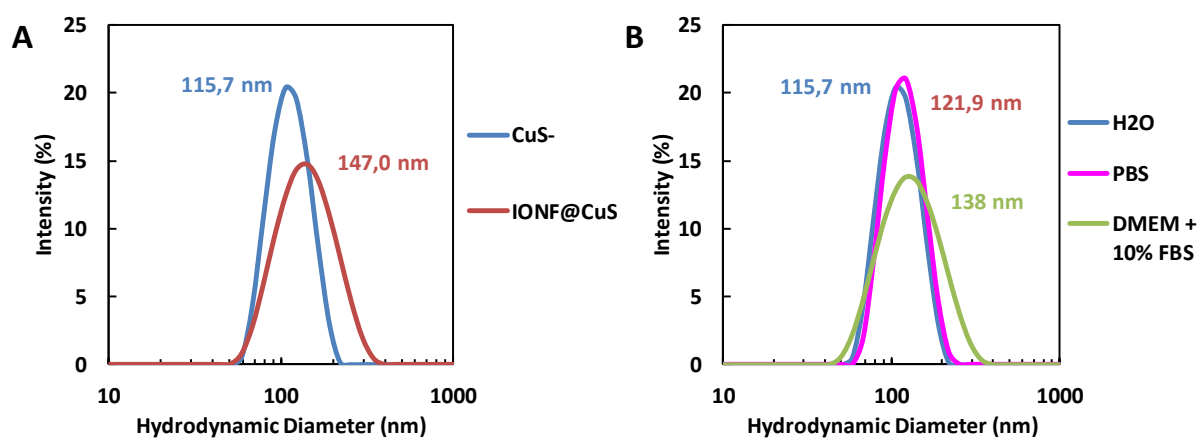 A
25
20
15
10
5
0
Intensity (%)
115,7 nm
147,0 nm
CuS-
IONF@CuS
10
100
1000
Hydrodynamic Diameter (nm)
B
25
20
15
10
5
0
Intensity (%)
115,7 nm
121,9 nm
138 nm
H2O
PBS
DMEM +
10% FBS
10
100
1000
Hydrodynamic Diameter (nm)